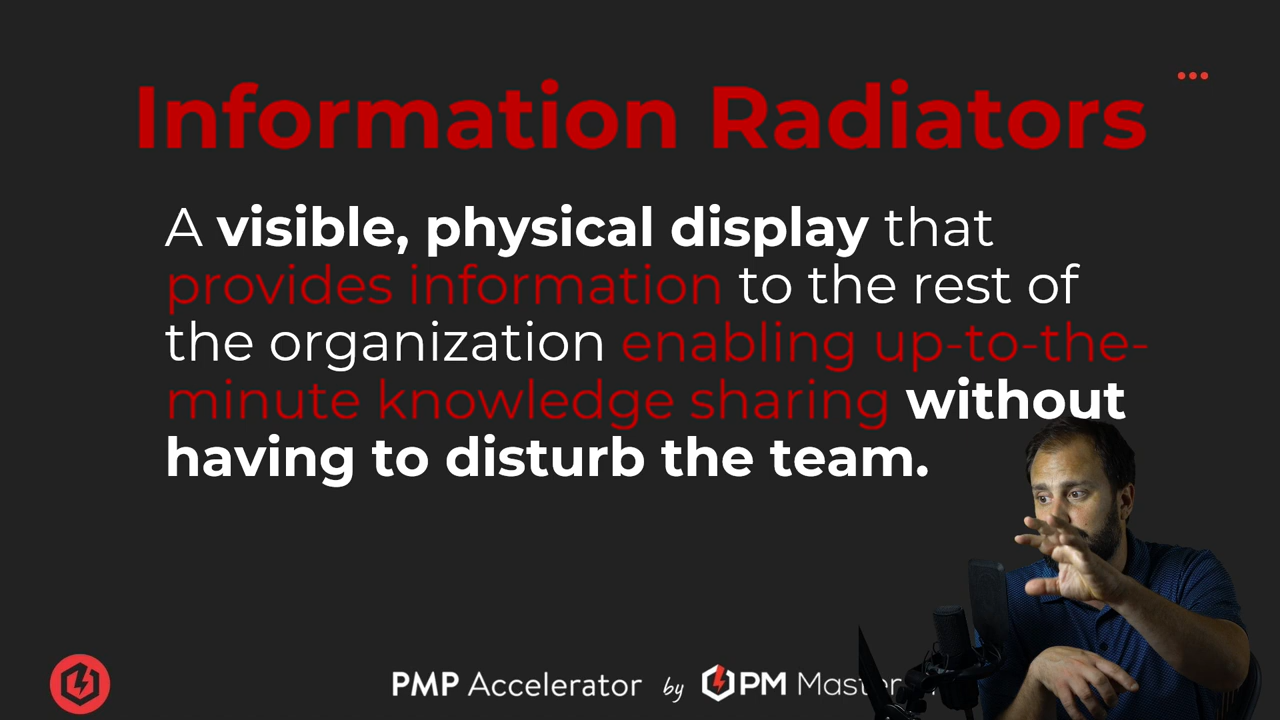 Information Radiators
A visible, physical display that
provides information to the rest of
the organization enabling up-to-the-
minute knowledge sharing without
having to disturb the team.
PMP Accelerator by PM